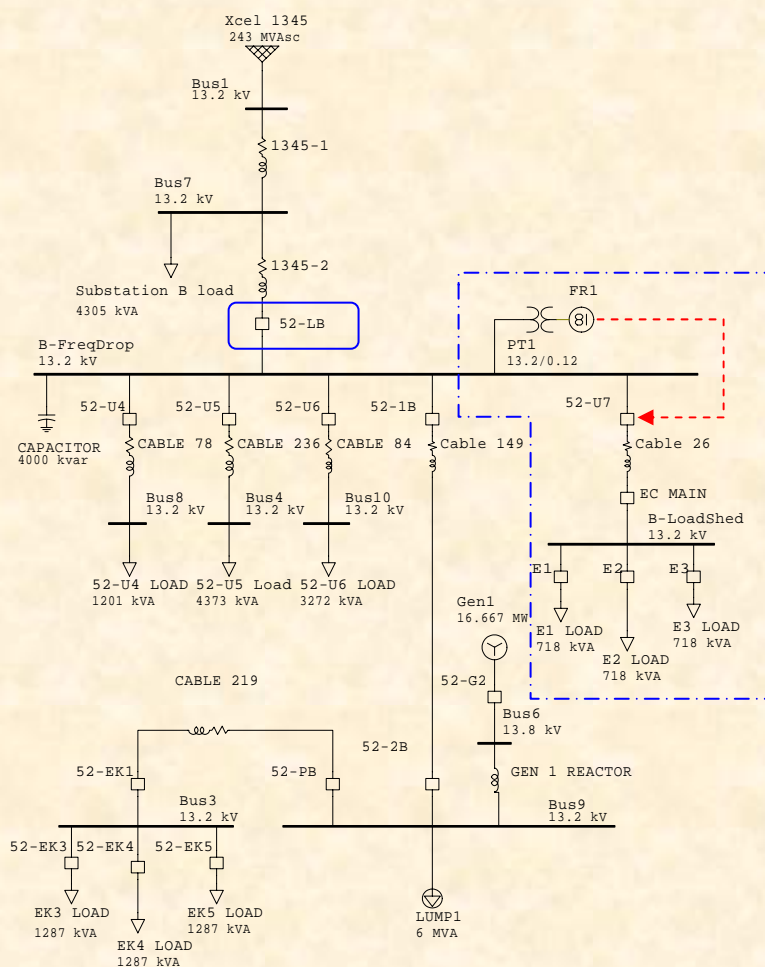 Xcel 1345
243 MVAsc
Bus1
13.2 kV
1345-1
Bus7
13.2 kV
1345-2
Substation B load
4305 kVA
52-LB
FR1
81
PT1
13.2/0.12
B-FreqDrop
13.2 kV
52-U4
52-U5
52-U6
52-1B
52-U7
CAPACITOR
4000 kvar
CABLE 78
CABLE 236
CABLE 84
Cable 149
Cable 26
EC MAIN
Bus8
13.2 kV
Bus4
13.2 kV
Bus10
13.2 kV
B-LoadShed
13.2 kV
E1
E2
E3
52-U4 LOAD
1201 kVA
52-U5 Load
4373 kVA
52-U6 LOAD
3272 kVA
E1 LOAD
718 kVA
E2 LOAD
718 kVA
E3 LOAD
718 kVA
Gen1
16.667 MW
52-G2
CABLE 219
Bus6
13.8 kV
52-EK1
52-PB
52-2B
GEN 1 REACTOR
Bus3
13.2 kV
Bus9
13.2 kV
52-EK3
52-EK4
52-EK5
EK3 LOAD
1287 kVA
EK4 LOAD
1287 kVA
EK5 LOAD
1287 kVA
LUMP1
6 MVA